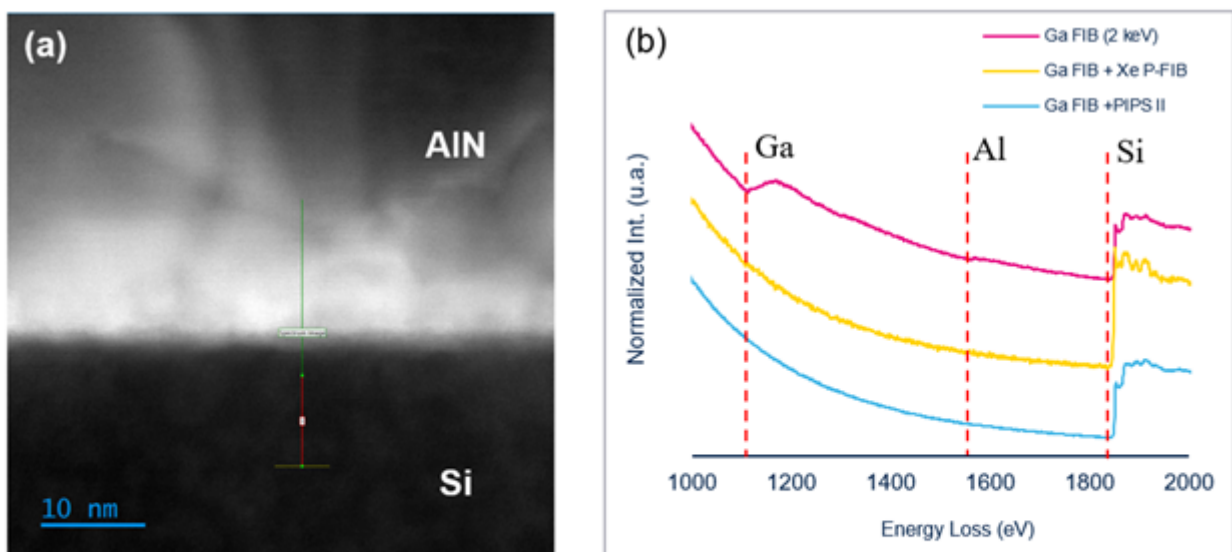 (a)
AlN
Si
10 nm
(b)
Ga FIB (2 keV)
Ga FIB + Xe P-FIB
Ga FIB +PIPS II
Ga
Al
Si
Normalized Int. (u.a.)
1000
1200
1400
1600
1800
2000
Energy Loss (eV)